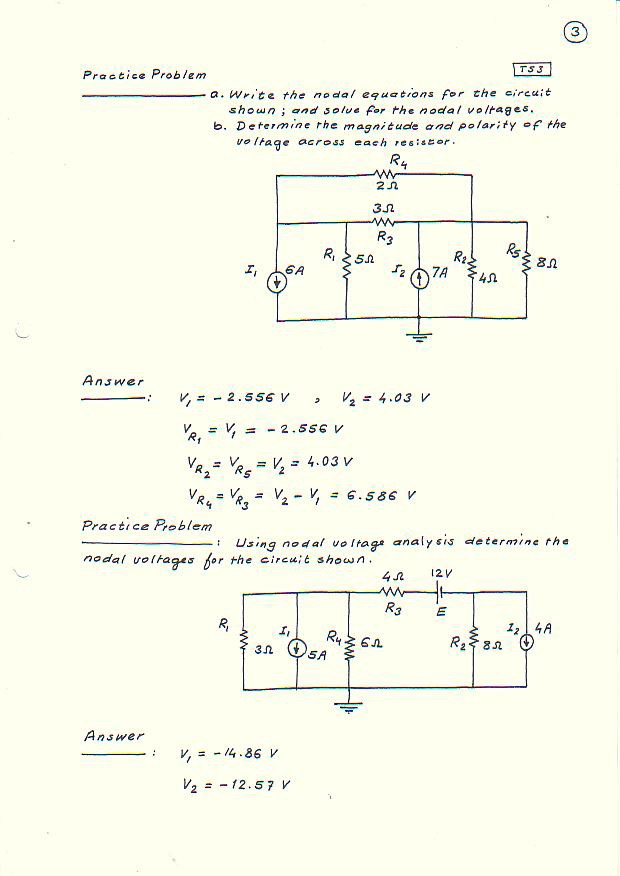 3
TS3
Practice Problem
a. Write the nodal equations for the circuit
shown ; and solve for the nodal voltages.
b. Determine the magnitude and polarity of the
voltage across each resistor.
R4
2Ω
3Ω
R3
I1 6A R1 5Ω I2 7A R2 4Ω R5 8Ω
Answer
: V1 = - 2.556 V , V2 = 4.03 V
VR1 = V1 = - 2.556 V
VR2 = VR5 = V2 = 4.03 V
VR4 = VR3 = V2 - V1 = 6.586 V
Practice Problem
: Using nodal voltage analysis determine the
nodal voltages for the circuit shown.
4Ω 12V
R3 E
R1 3Ω I1 5A R4 6Ω R2 8Ω I2 4A
Answer
: V1 = -14.86 V
V2 = -12.57 V